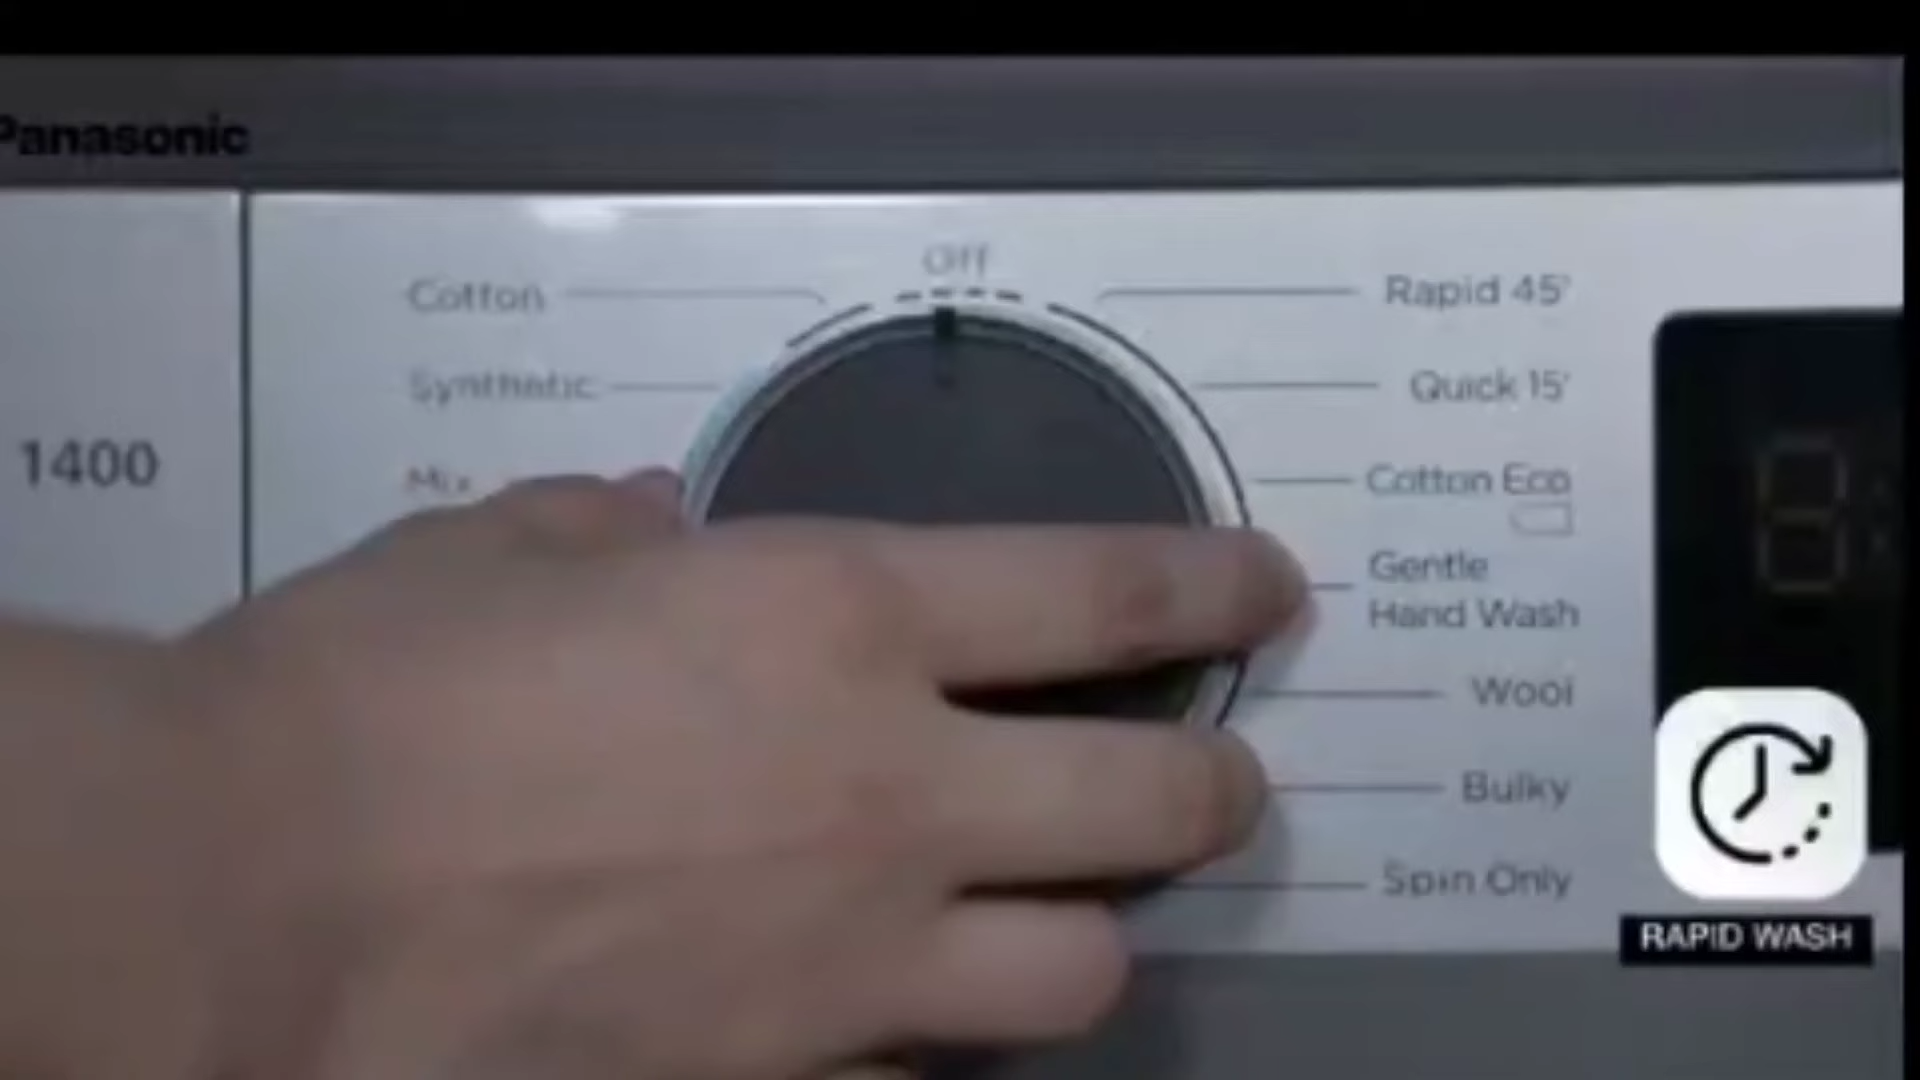 Panasonic
Off
Cotton
Rapid 45'
Synthetic
Quick 15'
1400
Mix
Cotton Eco
Gentle
Hand Wash
Wool
Bulky
Spin Only
RAPID WASH